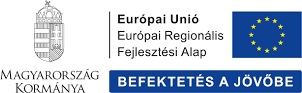 Európai Unió
Európai Regionális
Fejlesztési Alap
MAGYARORSZÁG
KORMÁNYA
BEFEKTETÉS A JÖVŐBE